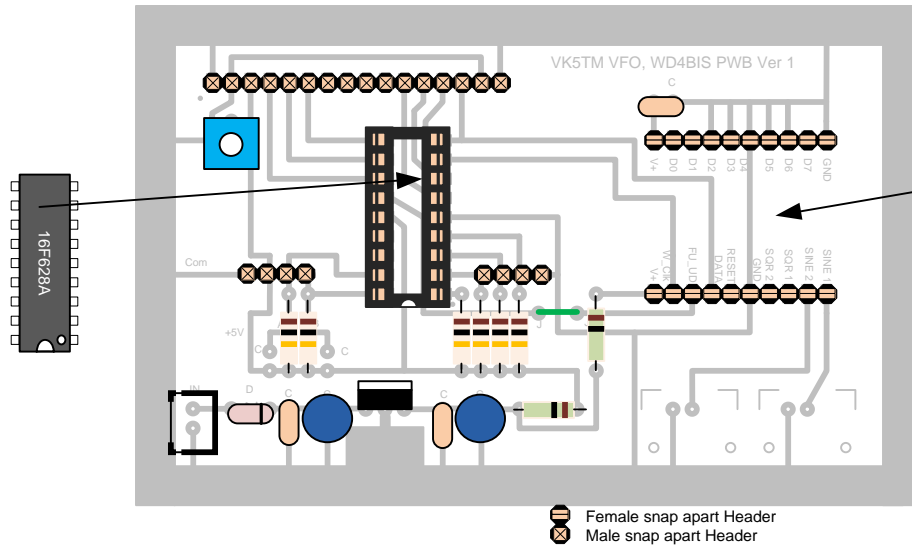 VK5TM VFO, WD4BIS PWB Ver 1
C
V+
D0
D1
D2
D3
D4
D5
D6
D7
GND
16F628A
Com
V+
W_Clk
FU_UD
DATA
RESET
GND
SQR 2
SQR 1
SINE 2
SINE 1
+5V
C
C
J
IN
D
C
C
Female snap apart Header
Male snap apart Header